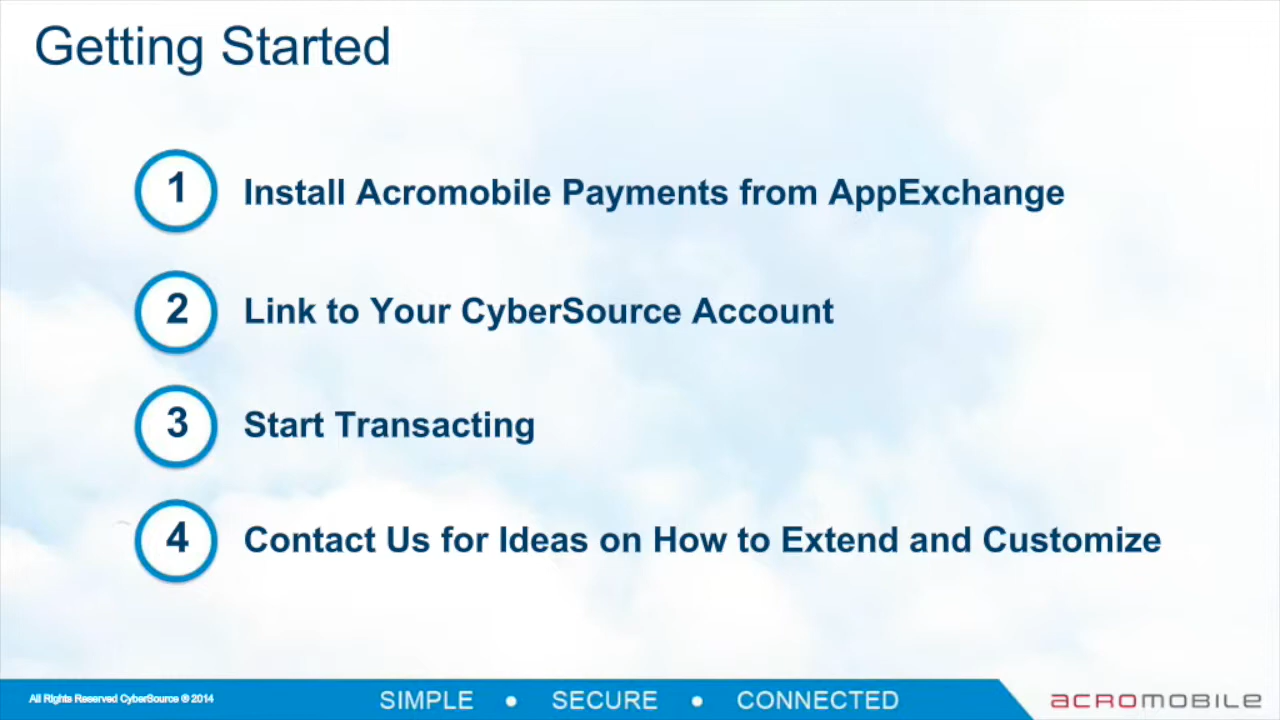 Getting Started
1 Install Acromobile Payments from AppExchange
2 Link to Your CyberSource Account
3 Start Transacting
4 Contact Us for Ideas on How to Extend and Customize
All Rights Reserved CyberSource ® 2014 SIMPLE • SECURE • CONNECTED ACROMOBILE